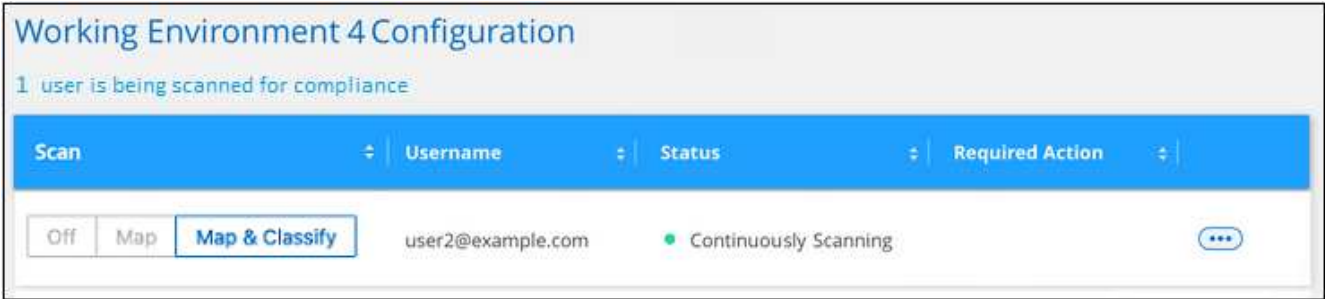 Working Environment 4 Configuration
1 user is being scanned for compliance
Scan Username Status Required Action
Off Map Map & Classify user2@example.com Continuously Scanning